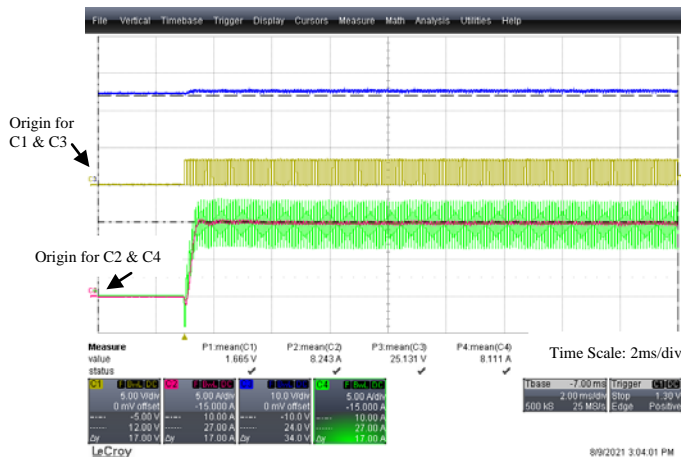 File Vertical Timebase Trigger Display Cursors Measure Math Analysis Utilities Help
Origin for
C1 & C3
C3
Origin for C2 & C4
Measure P1:mean(C1) P2:mean(C2) P3:mean(C3) P4:mean(C4)
value 1.665 V 8.243 A 25.131 V 8.111 A
status
Time Scale: 2ms/div
C1 C2 C3 C4
5.00 V/div 5.00 A/div 10.0 V/div 5.00 A/div
0 mV offset -15.000 A 0 mV offset -15.000 A
-5.00 V 10.00 A -10.0 V 10.00 A
12.00 V 27.00 A 24.0 V 27.00 A
Δy 17.00 V Δy 17.00 A Δy 34.0 V Δy 17.00 A
Tbase -7.00 ms Trigger C1 DC
2.00 ms/div Stop 1.30 V
500 kS 25 MS/s Edge Positive
LeCroy
8/9/2021 3:04:01 PM